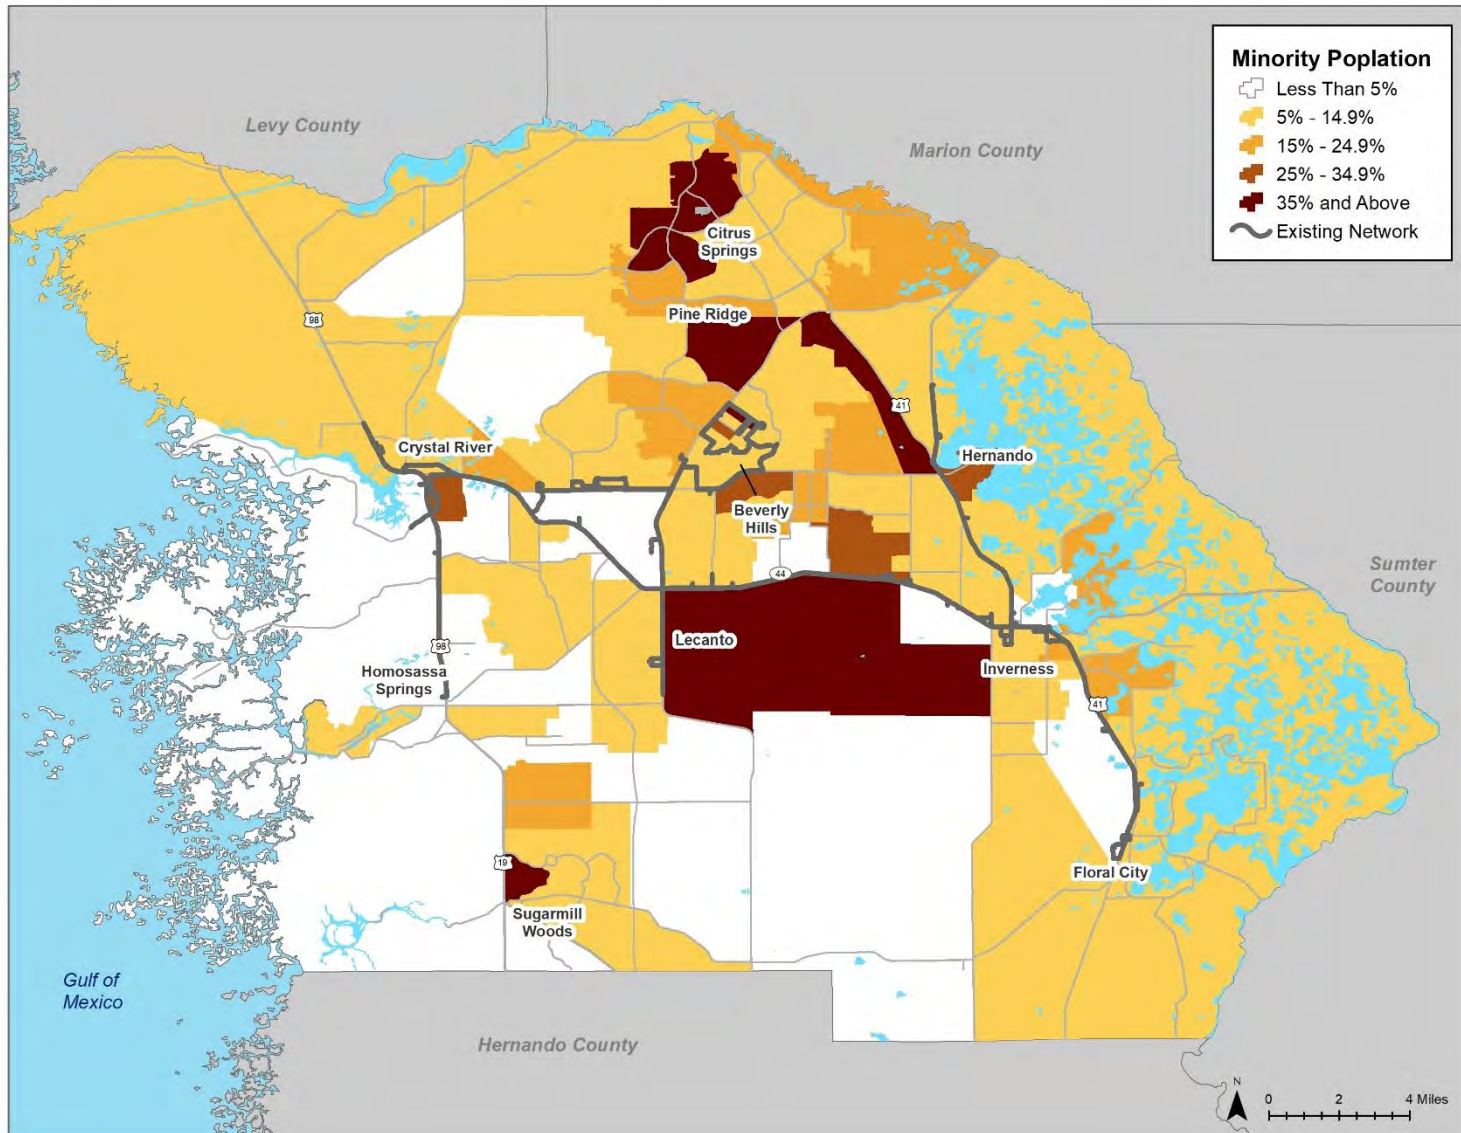 Minority Poplation
Less Than 5%
5% - 14.9%
15% - 24.9%
25% - 34.9%
35% and Above
Existing Network
Levy County
Marion County
Citrus
Springs
98
Pine Ridge
41
Crystal River
Hernando
Beverly
Hills
44
Sumter
County
98
Lecanto
Homosassa
Springs
Inverness
41
19
Floral City
Sugarmill
Woods
Gulf of
Mexico
Hernando County
N
0 2 4 Miles